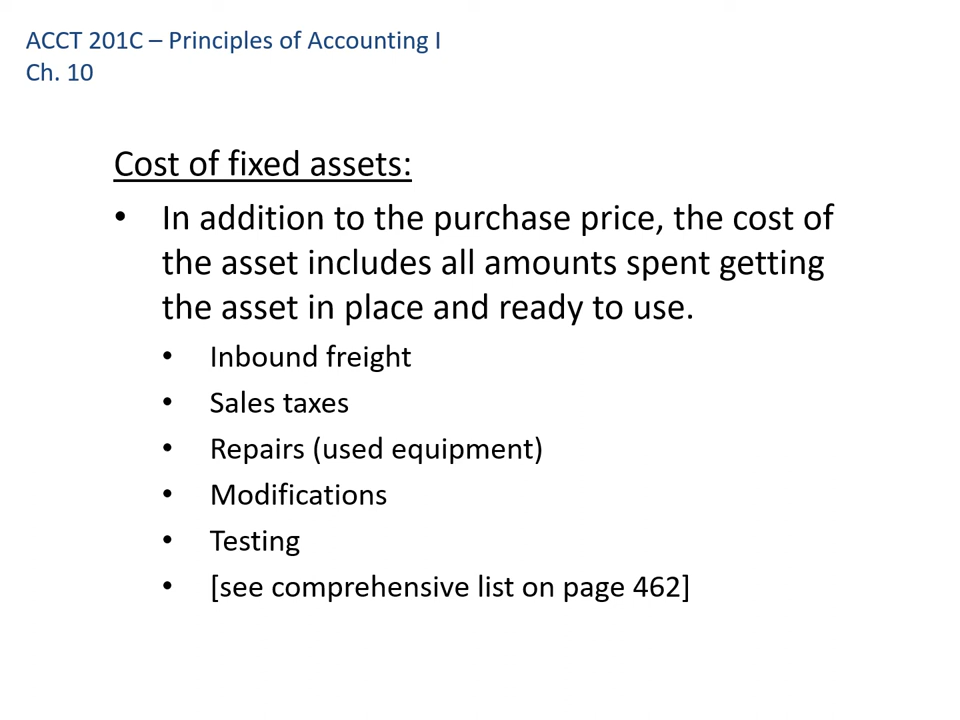 ACCT 201C – Principles of Accounting I
Ch. 10
Cost of fixed assets:
• In addition to the purchase price, the cost of
the asset includes all amounts spent getting
the asset in place and ready to use.
• Inbound freight
• Sales taxes
• Repairs (used equipment)
• Modifications
• Testing
• [see comprehensive list on page 462]